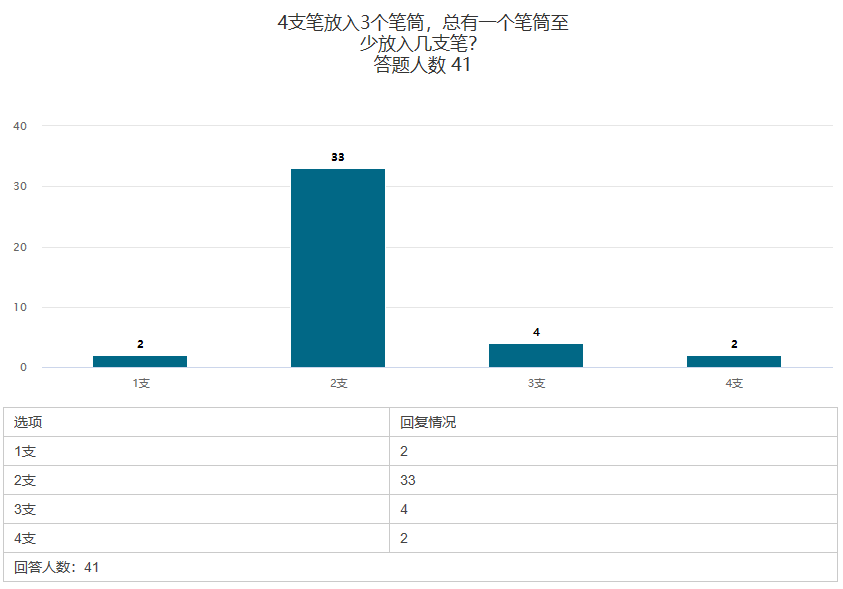 4支笔放入3个笔筒，总有一个笔筒至
少放入几支笔？
答题人数 41
40
33
30
20
10
4
2
2
0
1支
2支
3支
4支
选项 回复情况
1支 2
2支 33
3支 4
4支 2
回答人数：41